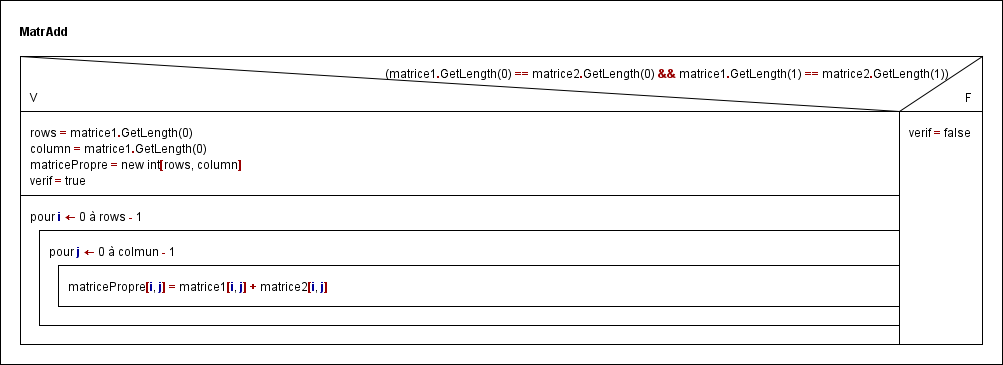 MatrAdd
(matrice1.GetLength(0) == matrice2.GetLength(0) && matrice1.GetLength(1) == matrice2.GetLength(1))
V
F
rows = matrice1.GetLength(0)
column = matrice1.GetLength(0)
matricePropre = new int[rows, column]
verif = true
verif = false
pour i ← 0 à rows - 1
pour j ← 0 à colmun - 1
matricePropre[i, j] = matrice1[i, j] + matrice2[i, j]